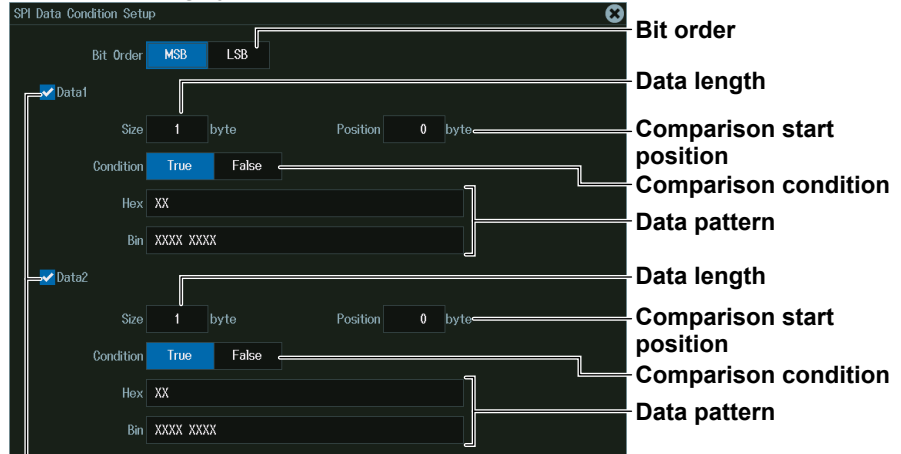 SPI Data Condition Setup
Bit order
Bit Order MSB LSB
Data length
Data1
Size 1 byte Position 0 byte
Comparison start
position
Condition True False
Comparison condition
Hex XX
Data pattern
Bin XXXX XXXX
Data2
Data length
Size 1 byte Position 0 byte
Comparison start
position
Condition True False
Comparison condition
Hex XX
Data pattern
Bin XXXX XXXX